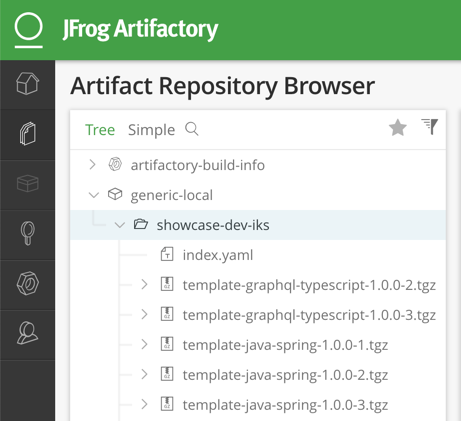 JFrog Artifactory
Artifact Repository Browser
Tree Simple
artifactory-build-info
generic-local
showcase-dev-iks
index.yaml
template-graphql-typescript-1.0.0-2.tgz
template-graphql-typescript-1.0.0-3.tgz
template-java-spring-1.0.0-1.tgz
template-java-spring-1.0.0-2.tgz
template-java-spring-1.0.0-3.tgz